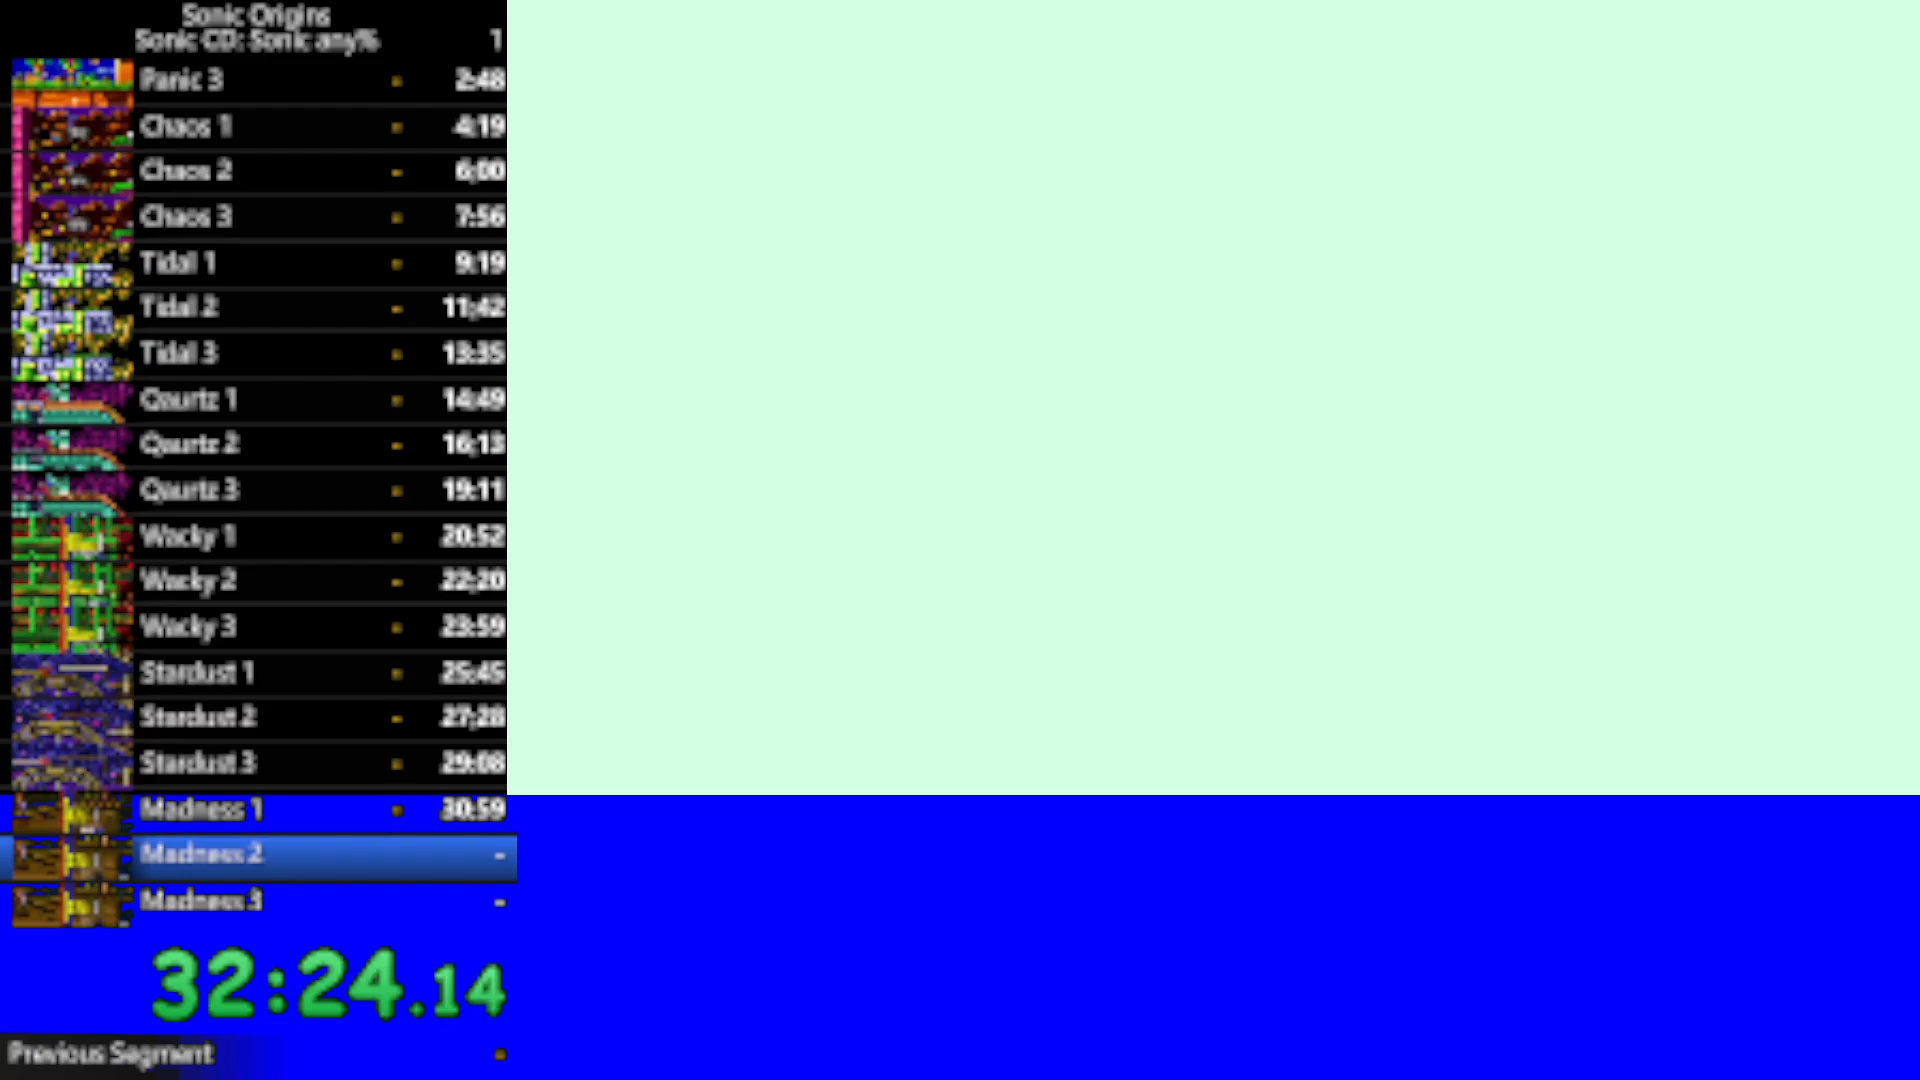 Sonic Origins
Sonic CD: Sonic any% 1
Panic 3 - 2:48
Chaos 1 - 4:19
Chaos 2 - 6:00
Chaos 3 - 7:56
Tidal 1 - 9:19
Tidal 2 - 11:42
Tidal 3 - 13:35
Qaurtz 1 - 14:49
Qaurtz 2 - 16:13
Qaurtz 3 - 19:11
Wacky 1 - 20:52
Wacky 2 - 22:20
Wacky 3 - 23:59
Stardust 1 - 25:45
Stardust 2 - 27:28
Stardust 3 - 29:08
Madness 1 - 30:59
Madness 2 -
Madness 3 -
32:24.14
Previous Segment -